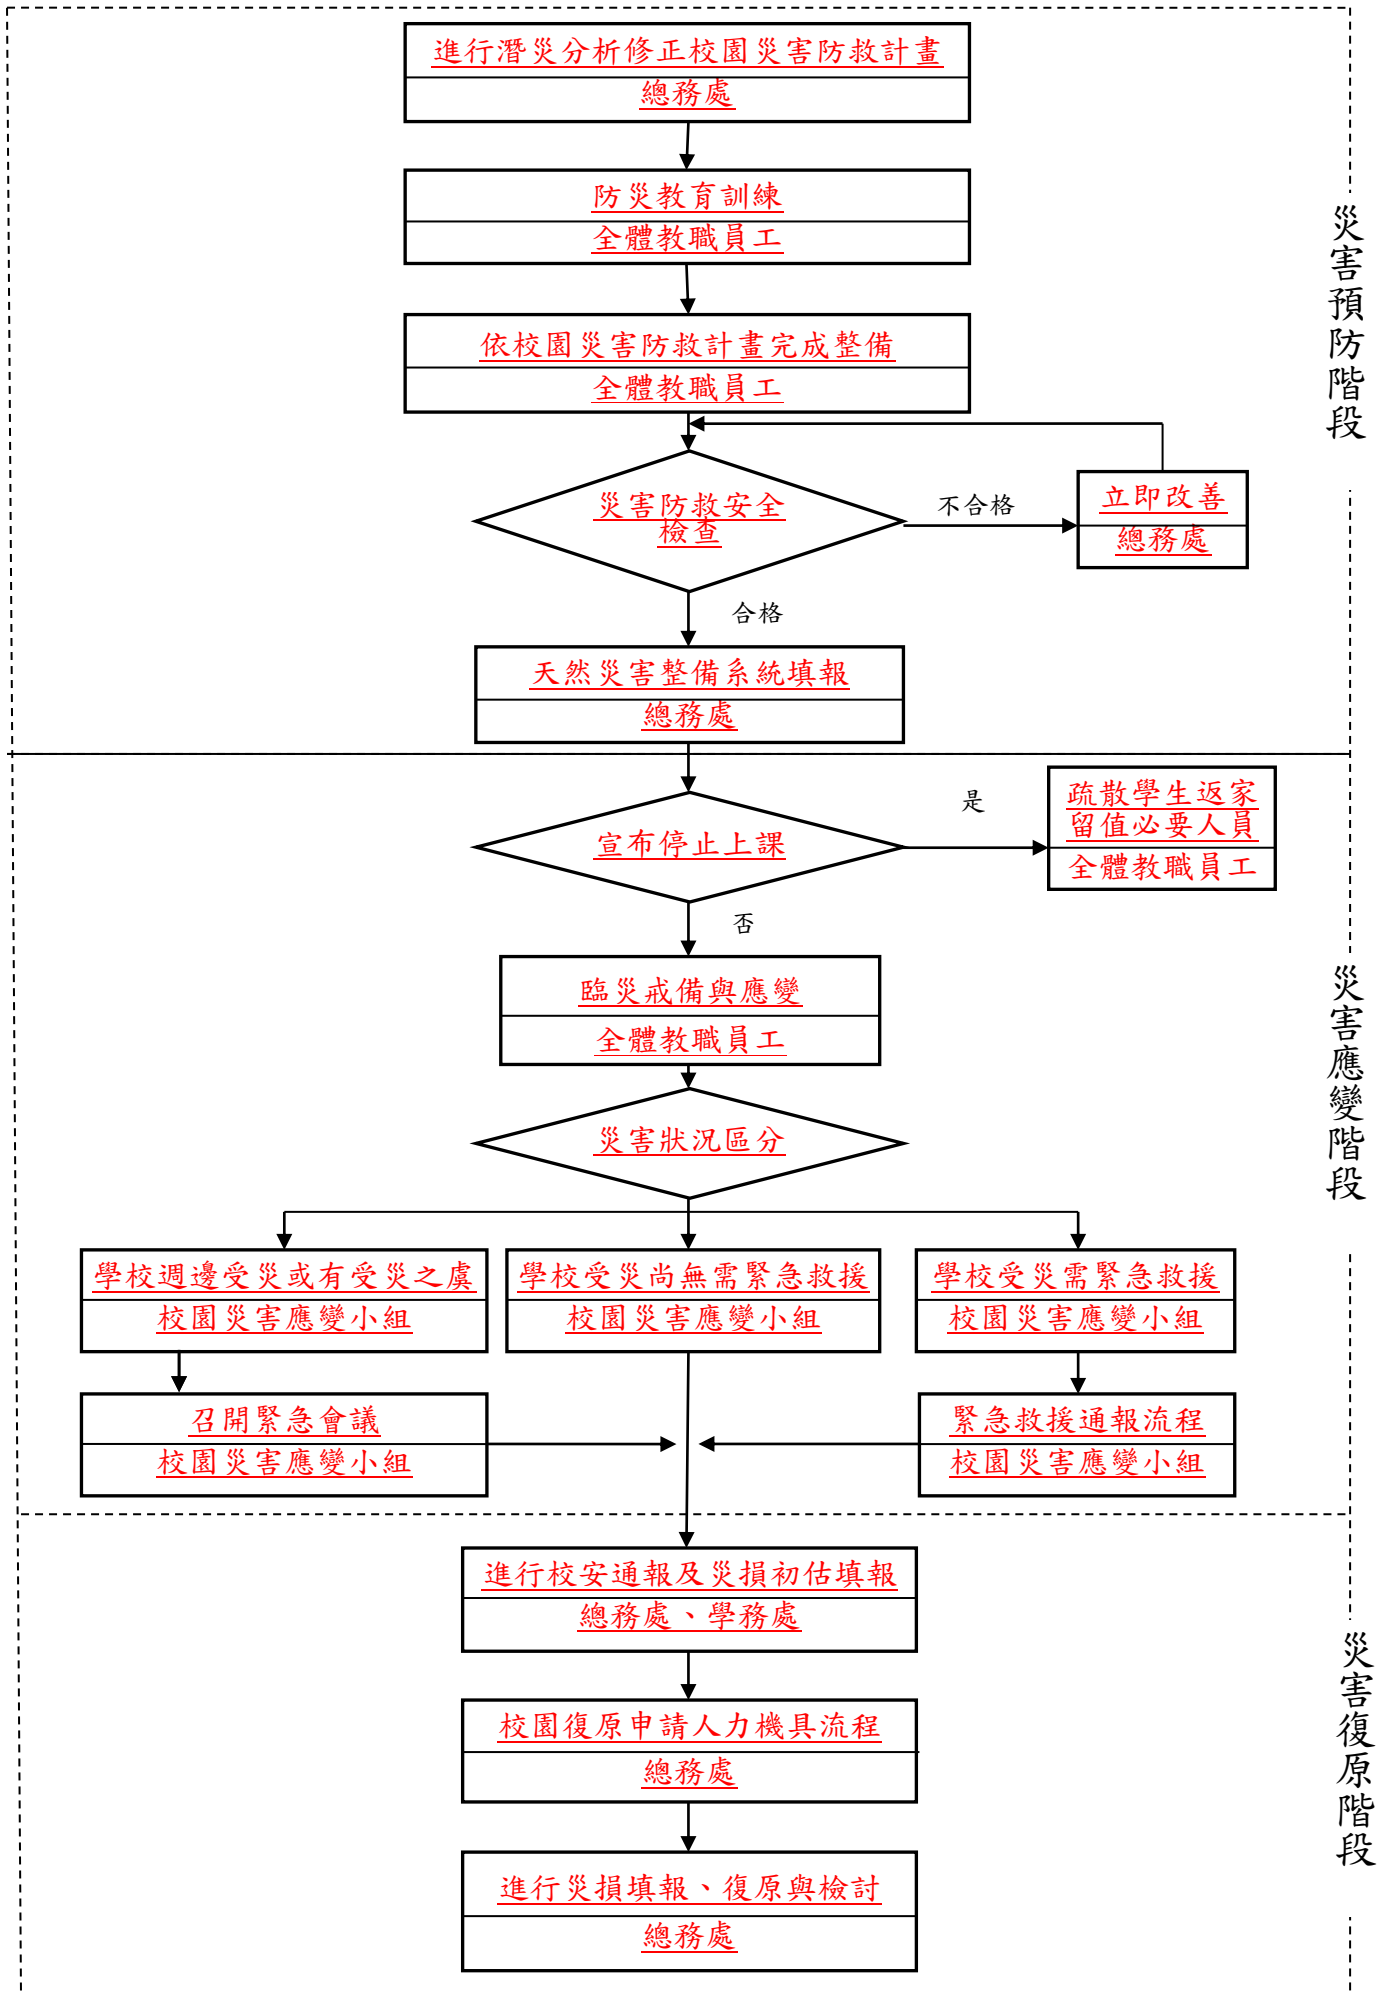 進行潛災分析修正校園災害防救計畫
總務處
防災教育訓練
全體教職員工
依校園災害防救計畫完成整備
全體教職員工
災害防救安全
檢查
不合格
立即改善
總務處
合格
天然災害整備系統填報
總務處
災害預防階段
宣布停止上課
是
疏散學生返家
留值必要人員
全體教職員工
否
臨災戒備與應變
全體教職員工
災害狀況區分
學校週邊受災或有受災之虞
校園災害應變小組
學校受災尚無需緊急救援
校園災害應變小組
學校受災需緊急救援
校園災害應變小組
召開緊急會議
校園災害應變小組
緊急救援通報流程
校園災害應變小組
災害應變階段
進行校安通報及災損初估填報
總務處、學務處
校園復原申請人力機具流程
總務處
進行災損填報、復原與檢討
總務處
災害復原階段